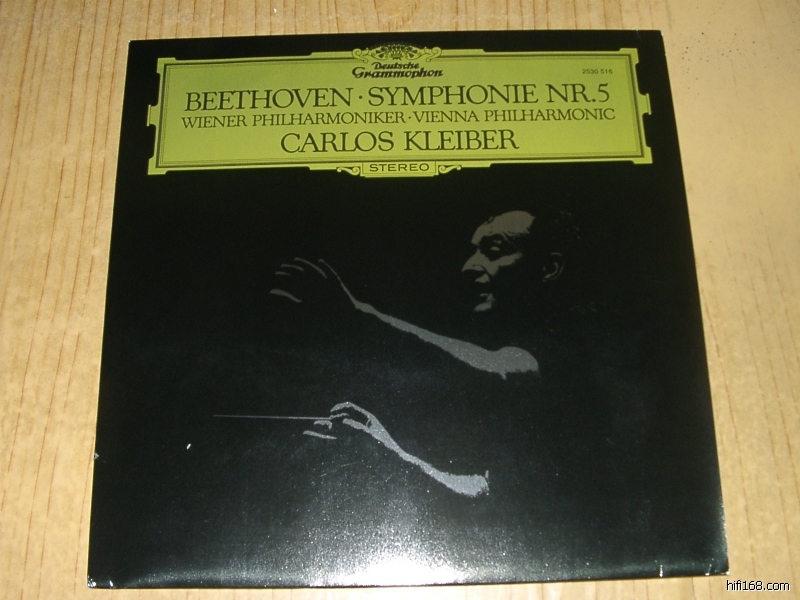 Deutsche
Grammophon
2530 516
BEETHOVEN · SYMPHONIE NR.5
WIENER PHILHARMONIKER · VIENNA PHILHARMONIC
CARLOS KLEIBER
STEREO
hifi168.com